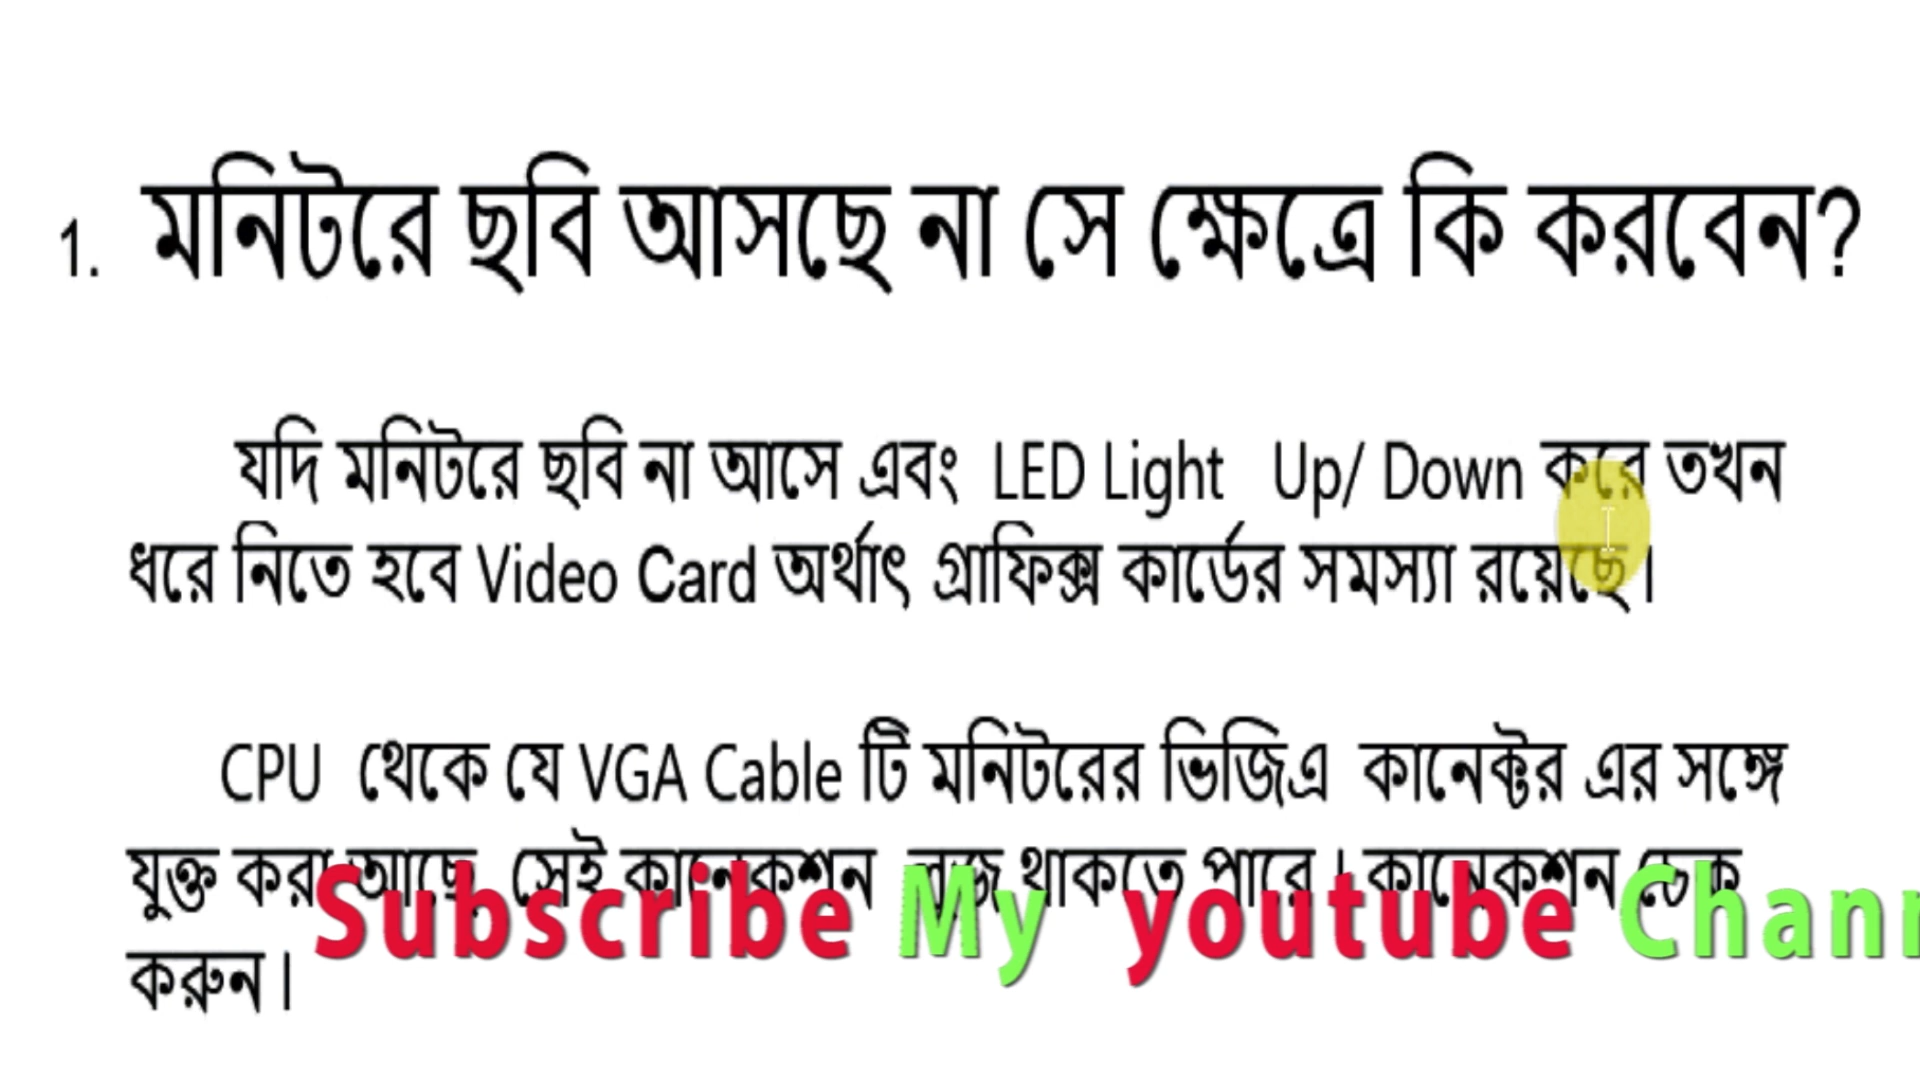 1. মনিটরে ছবি আসছে না সে ক্ষেত্রে কি করবেন?
যদি মনিটরে ছবি না আসে এবং LED Light Up/ Down করে তখন
ধরে নিতে হবে Video Card অর্থাৎ গ্রাফিক্স কার্ডের সমস্যা রয়েছে।
CPU থেকে যে VGA Cable টি মনিটরের ভিজিএ কানেক্টর এর সঙ্গে
যুক্ত করা আছে, সেই কানেকশন লুজ থাকতে পারে। কানেকশন চেক
Subscribe My youtube Chann
করুন।